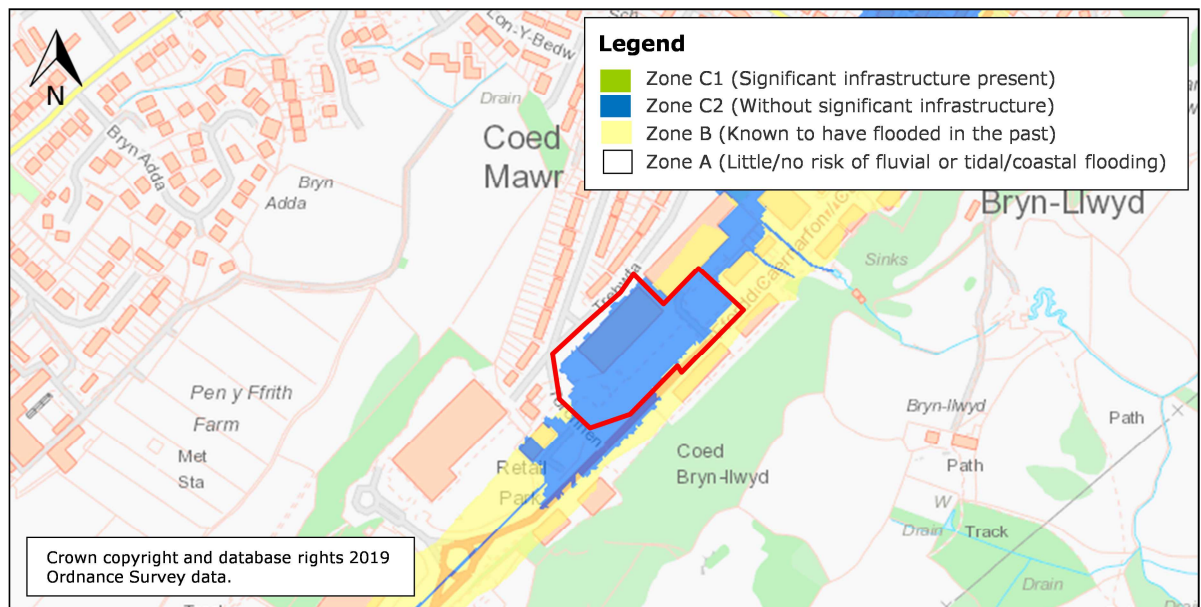 Legend
Zone C1 (Significant infrastructure present)
Zone C2 (Without significant infrastructure)
Zone B (Known to have flooded in the past)
Zone A (Little/no risk of fluvial or tidal/coastal flooding)
N
Lon-Y-Bedw
Drain
Coed
Mawr
Bryn Adda
Bryn
Adda
Bryn-Llwyd
Sinks
Trebwfa
Caernarfon
Pen y Ffrith
Farm
Met
Sta
Retail
Park
Coed
Bryn-llwyd
Bryn-llwyd
Path
Path
W
Drain
Track
Drain
Crown copyright and database rights 2019
Ordnance Survey data.